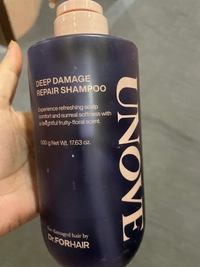 DEEP DAMAGE
REPAIR SHAMPOO
Experience refreshing scalp
comfort and surreal softness with
a delightful fruity-floral scent.
500 g Net Wt. 17.63 oz.
UNOVE
For damaged hair by
Dr.FORHAIR